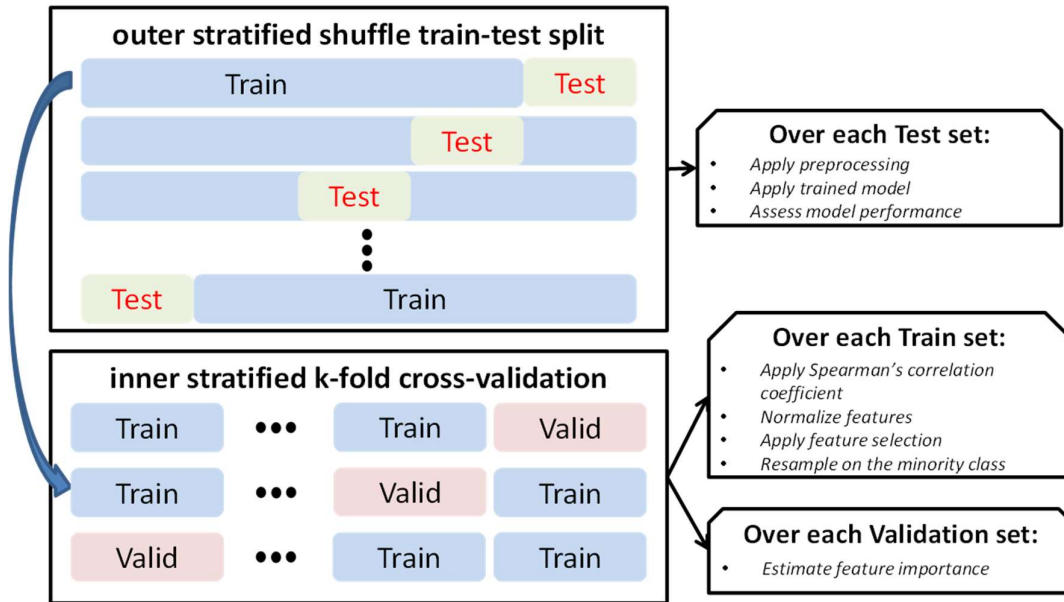 outer stratified shuffle train-test split
Train Test
Test
Test
Test Train
Over each Test set:
• Apply preprocessing
• Apply trained model
• Assess model performance
inner stratified k-fold cross-validation
Train ••• Train Valid
Train ••• Valid Train
Valid ••• Train Train
Over each Train set:
• Apply Spearman's correlation
coefficient
• Normalize features
• Apply feature selection
• Resample on the minority class
Over each Validation set:
• Estimate feature importance